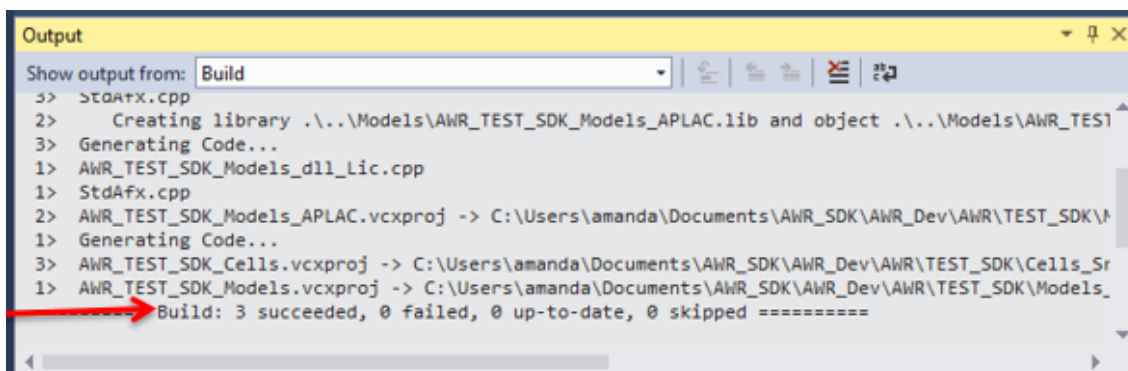 Output
Show output from: Build
3> StdAfx.cpp
2> Creating library .\..\Models\AWR_TEST_SDK_Models_APLAC.lib and object .\..\Models\AWR_TEST
3> Generating Code...
1> AWR_TEST_SDK_Models_dll_Lic.cpp
1> StdAfx.cpp
2> AWR_TEST_SDK_Models_APLAC.vcxproj -> C:\Users\amanda\Documents\AWR_SDK\AWR_Dev\AWR\TEST_SDK\
1> Generating Code...
3> AWR_TEST_SDK_Cells.vcxproj -> C:\Users\amanda\Documents\AWR_SDK\AWR_Dev\AWR\TEST_SDK\Cells_
1> AWR_TEST_SDK_Models.vcxproj -> C:\Users\amanda\Documents\AWR_SDK\AWR_Dev\AWR\TEST_SDK\Models_
Build: 3 succeeded, 0 failed, 0 up-to-date, 0 skipped ==========